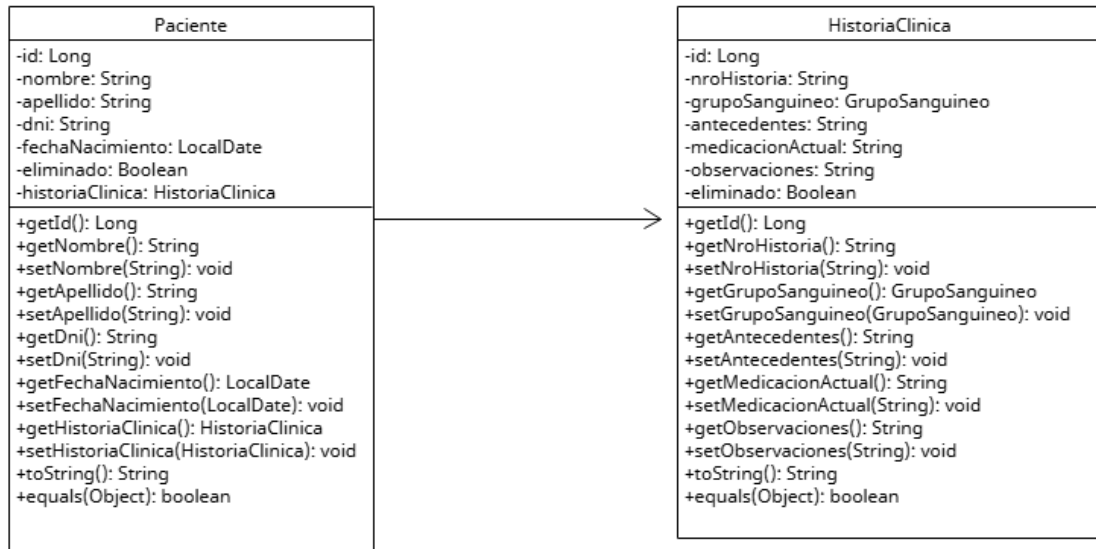 Paciente
-id: Long
-nombre: String
-apellido: String
-dni: String
-fechaNacimiento: LocalDate
-eliminado: Boolean
-historiaClinica: HistoriaClinica
+getId(): Long
+getNombre(): String
+setNombre(String): void
+getApellido(): String
+setApellido(String): void
+getDni(): String
+setDni(String): void
+getFechaNacimiento(): LocalDate
+setFechaNacimiento(LocalDate): void
+getHistoriaClinica(): HistoriaClinica
+setHistoriaClinica(HistoriaClinica): void
+toString(): String
+equals(Object): boolean
HistoriaClinica
-id: Long
-nroHistoria: String
-grupoSanguineo: GrupoSanguineo
-antecedentes: String
-medicacionActual: String
-observaciones: String
-eliminado: Boolean
+getId(): Long
+getNroHistoria(): String
+setNroHistoria(String): void
+getGrupoSanguineo(): GrupoSanguineo
+setGrupoSanguineo(GrupoSanguineo): void
+getAntecedentes(): String
+setAntecedentes(String): void
+getMedicacionActual(): String
+setMedicacionActual(String): void
+getObservaciones(): String
+setObservaciones(String): void
+toString(): String
+equals(Object): boolean